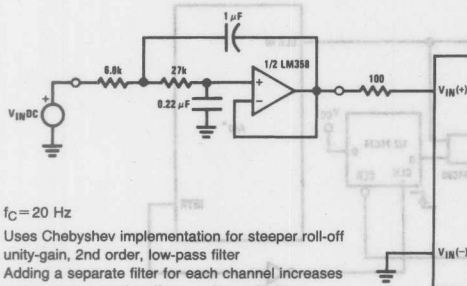 1 µF
1/2 LM358
6.8k
27k
100
+
−
0.22 µF
+
V_IN DC
V_IN(+)
V_IN(−)
f_C=20 Hz
Uses Chebyshev implementation for steeper roll-off
unity-gain, 2nd order, low-pass filter
Adding a separate filter for each channel increases